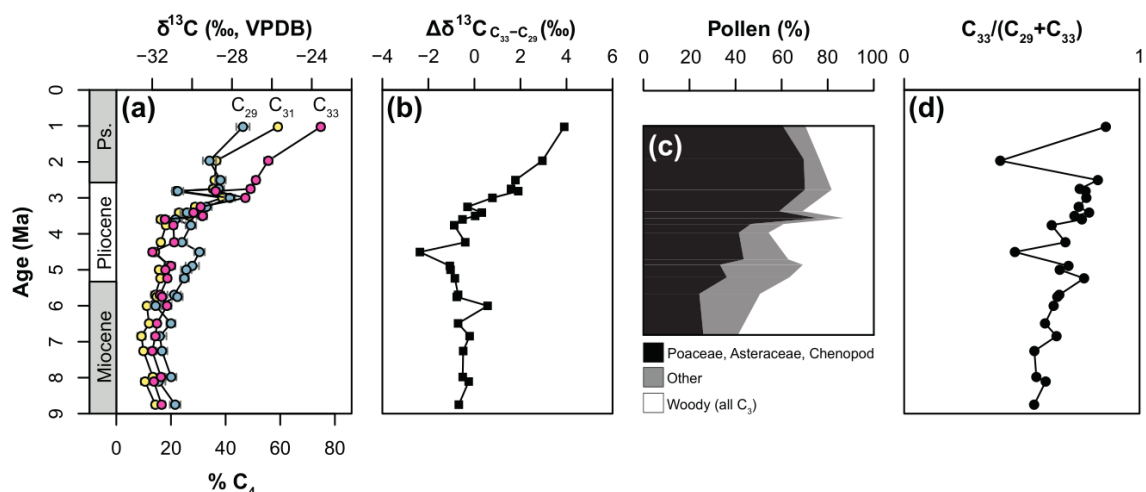 δ¹³C (‰, VPDB)
−32 −28 −24
Δδ¹³C C₃₃−C₂₉(‰)
−4 −2 0 2 4 6
Pollen (%)
0 20 40 60 80 100
C₃₃/(C₂₉+C₃₃)
0 1
Age (Ma)
0
1
2
3
4
5
6
7
8
9
Ps.
Pliocene
Miocene
(a)
C₂₉ C₃₁ C₃₃
(b)
(c)
(d)
Poaceae, Asteraceae, Chenopod
Other
Woody (all C₃)
0 20 40 60 80
% C₄